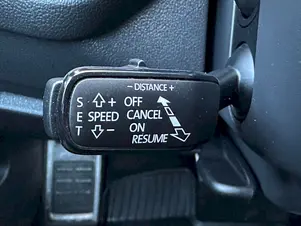 − DISTANCE +
S ⇧+ OFF
E SPEED CANCEL
T ⇩− ON
RESUME